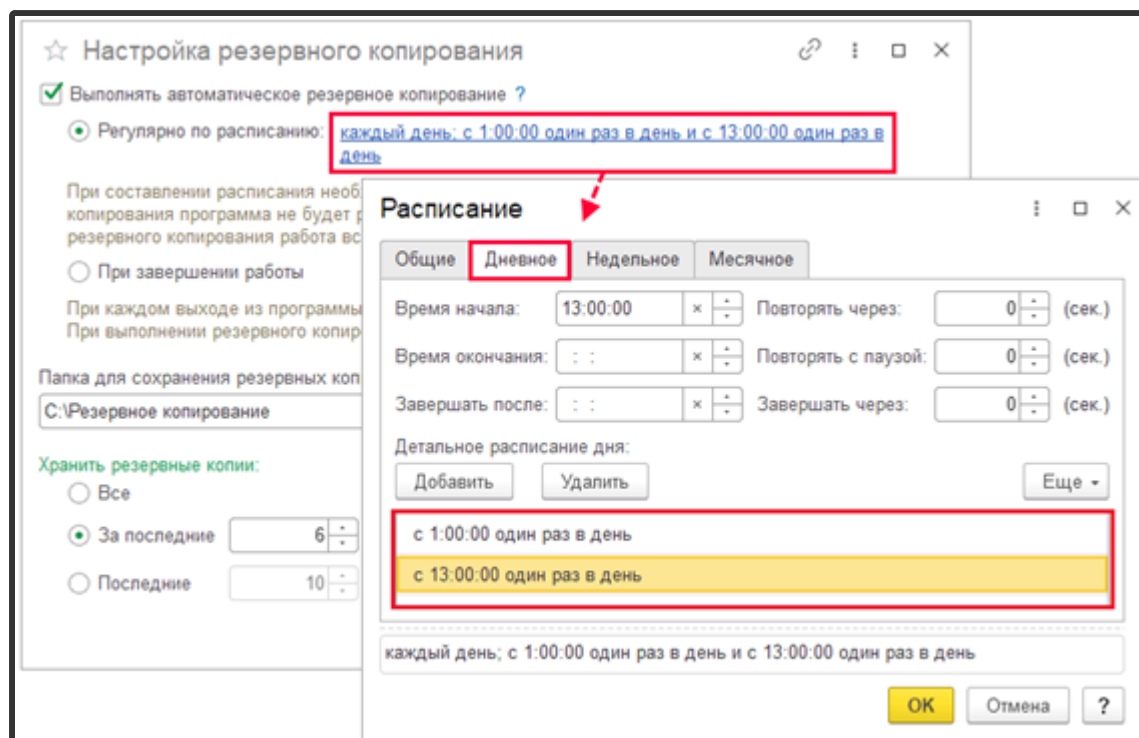 Настройка резервного копирования
Выполнять автоматическое резервное копирование ?
Регулярно по расписанию: каждый день; с 1:00:00 один раз в день и с 13:00:00 один раз в
день
При составлении расписания необ
копирования программа не будет р
резервного копирования работа вс
При завершении работы
При каждом выходе из программы
При выполнении резервного копир
Папка для сохранения резервных коп
C:\Резервное копирование
Хранить резервные копии:
Все
За последние 6
Последние 10
Расписание
Общие Дневное Недельное Месячное
Время начала: 13:00:00 Повторять через: 0 (сек.)
Время окончания: : : Повторять с паузой: 0 (сек.)
Завершать после: : : Завершать через: 0 (сек.)
Детальное расписание дня:
Добавить Удалить Еще
с 1:00:00 один раз в день
с 13:00:00 один раз в день
каждый день; с 1:00:00 один раз в день и с 13:00:00 один раз в день
OK Отмена ?